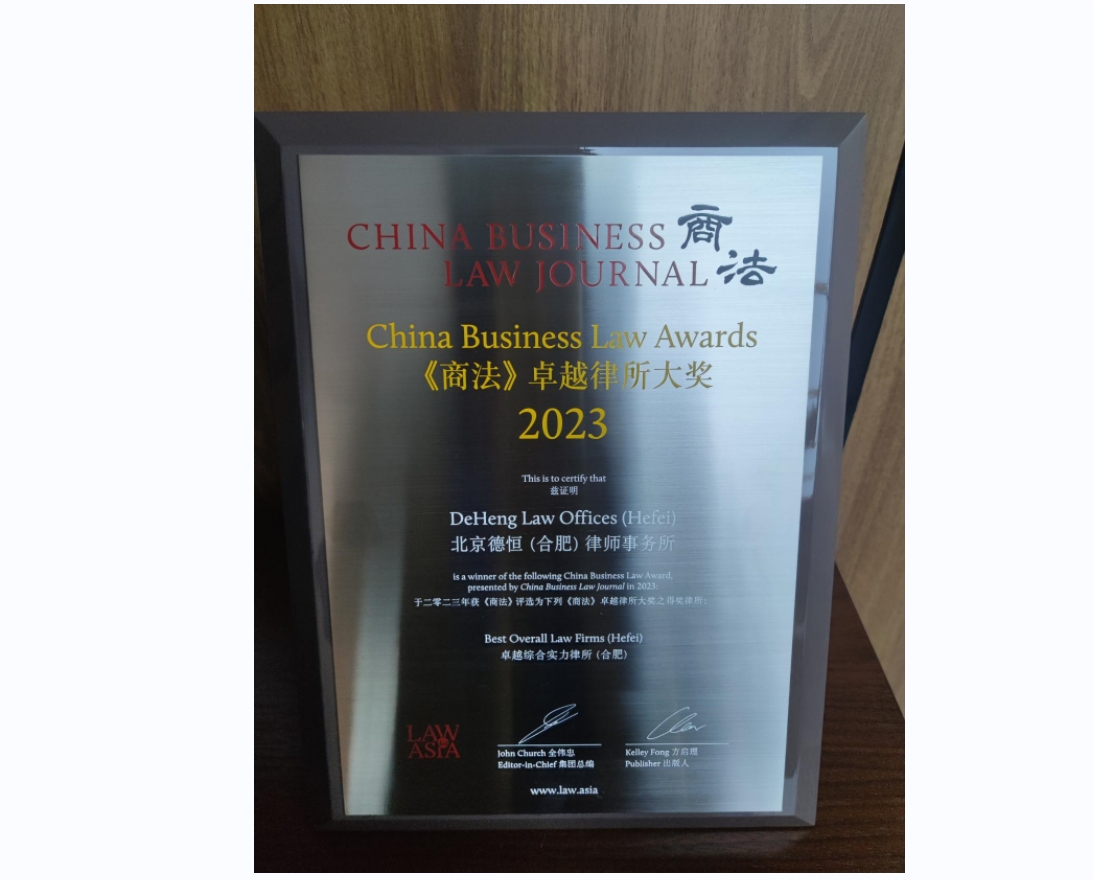 CHINA BUSINESS 商
LAW JOURNAL 法
China Business Law Awards
《商法》卓越律所大奖
2023
This is to certify that
兹证明
DeHeng Law Offices (Hefei)
北京德恒 (合肥) 律师事务所
is a winner of the following China Business Law Award,
presented by China Business Law Journal in 2023:
于二零二三年获《商法》评选为下列《商法》卓越律所大奖之得奖律所:
Best Overall Law Firms (Hefei)
卓越综合实力律所 (合肥)
LAW
ASIA
John Church 全伟忠
Editor-in-Chief 集团总编
Kelley Fong
Publisher 出版人
www.law.asia